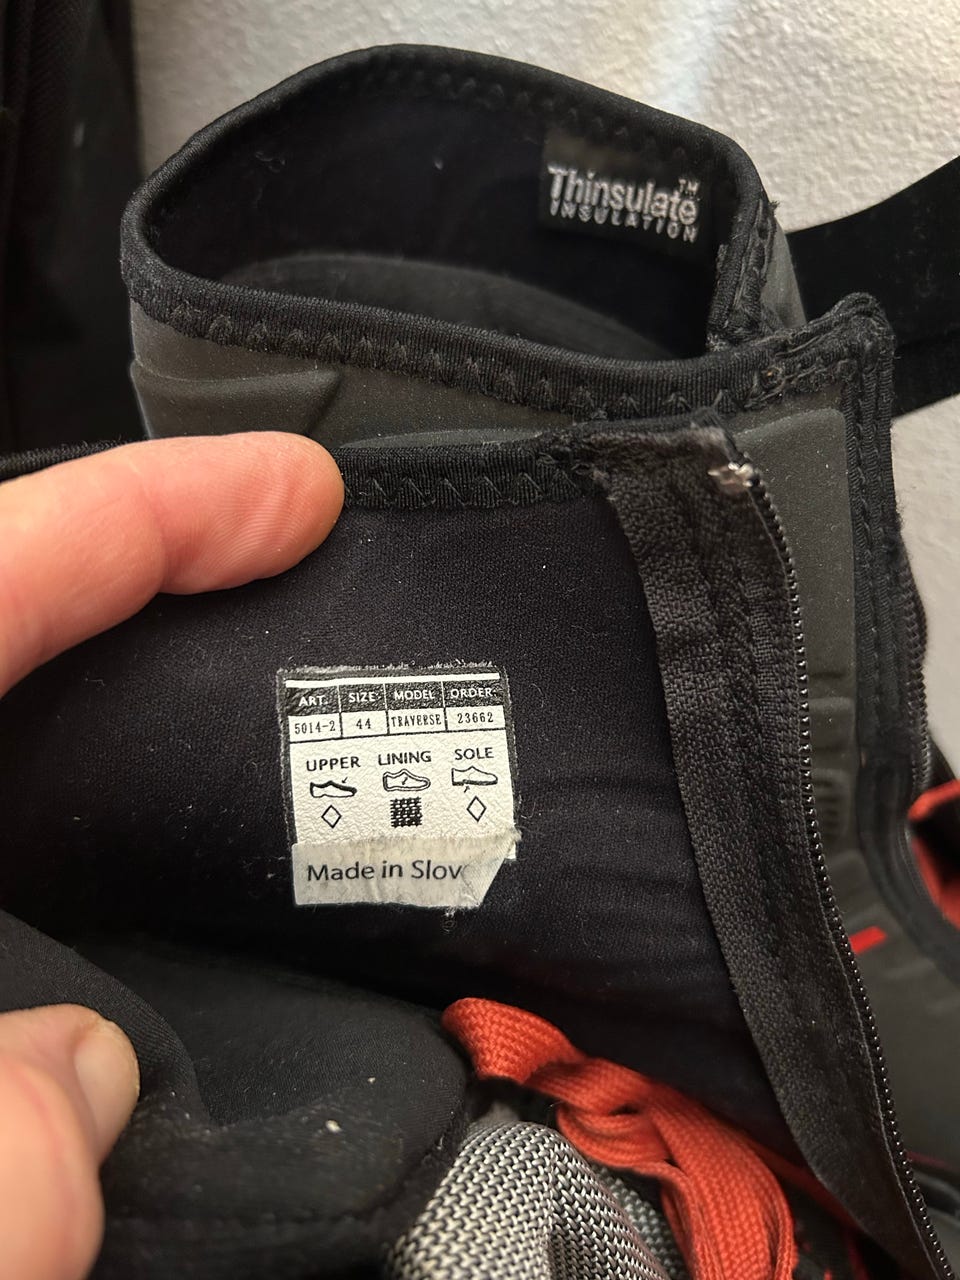 Thinsulate™
INSULATION
ART. SIZE MODEL ORDER
5014-2 44 TRAVERSE 23662
UPPER LINING SOLE
Made in Slov